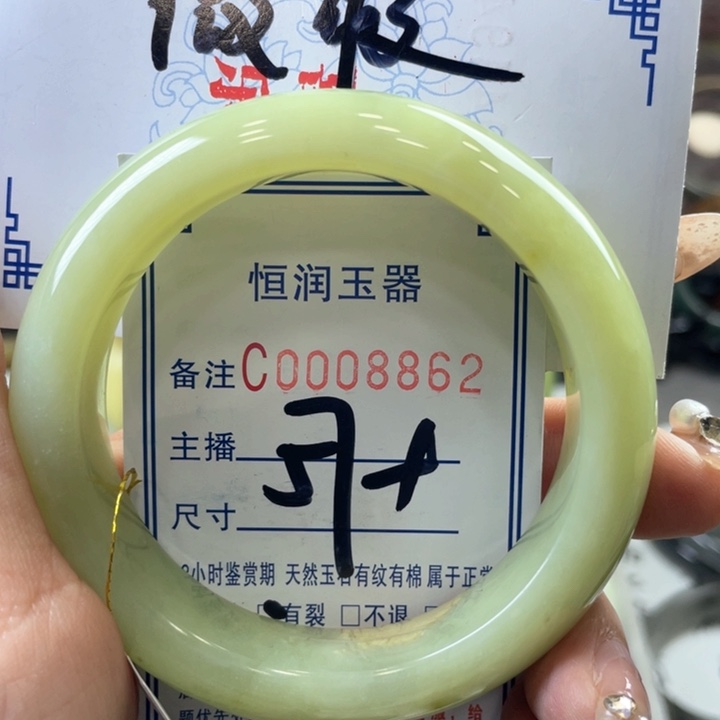 恒润玉器
备注C0008862
主播
57+
尺寸
小时鉴赏期 天然玉石有纹有棉属于正常
□有裂 □不退